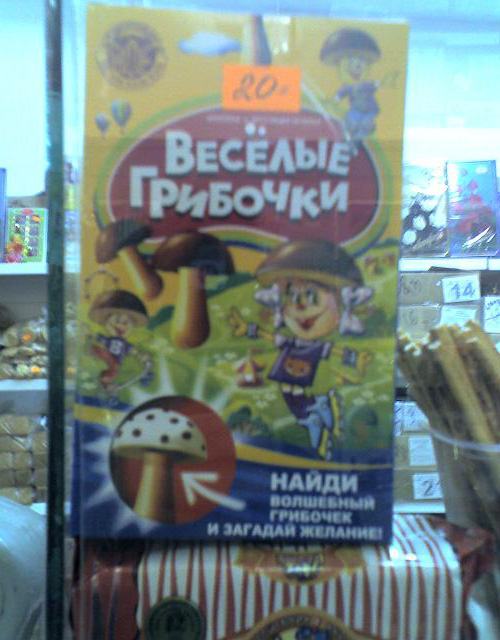 20=
ВЕСЁЛЫЕ
ГРИБОЧКИ
НАЙДИ
ВОЛШЕБНЫЙ
ГРИБОЧЕК
И ЗАГАДАЙ ЖЕЛАНИЕ!
14